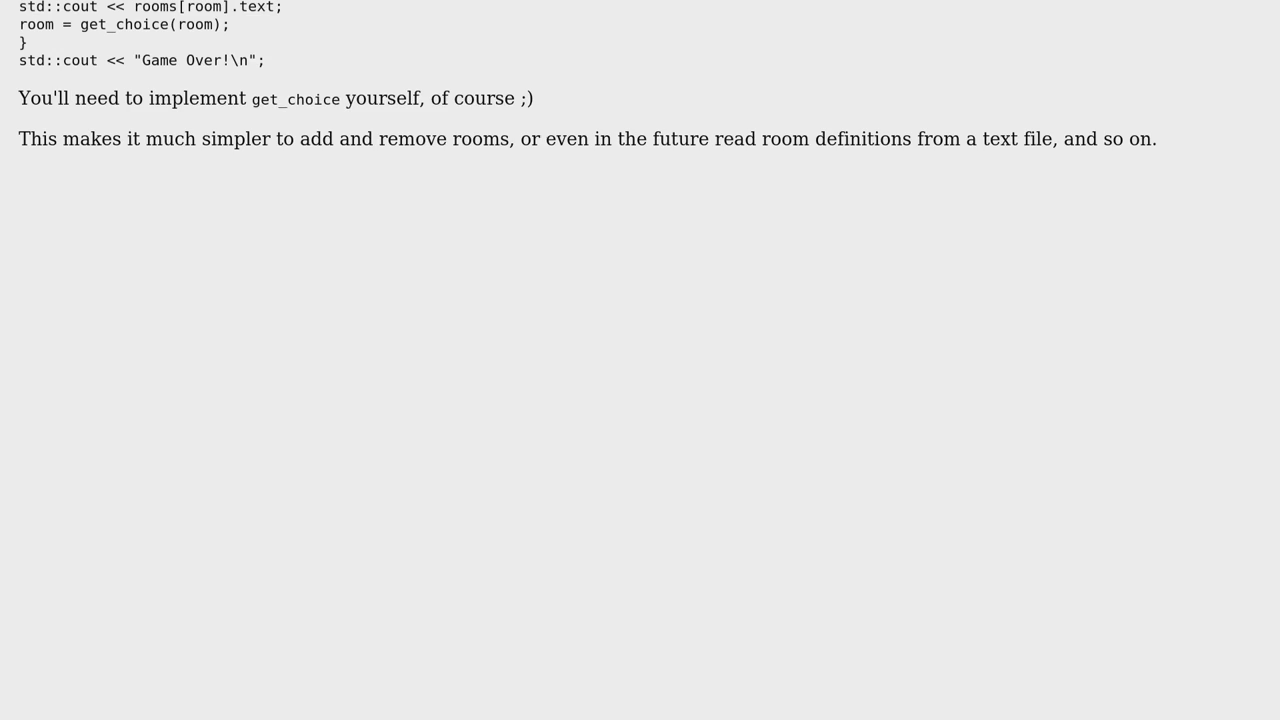 std::cout << rooms[room].text;
room = get_choice(room);
}
std::cout << "Game Over!\n";
You'll need to implement get_choice yourself, of course ;)
This makes it much simpler to add and remove rooms, or even in the future read room definitions from a text file, and so on.